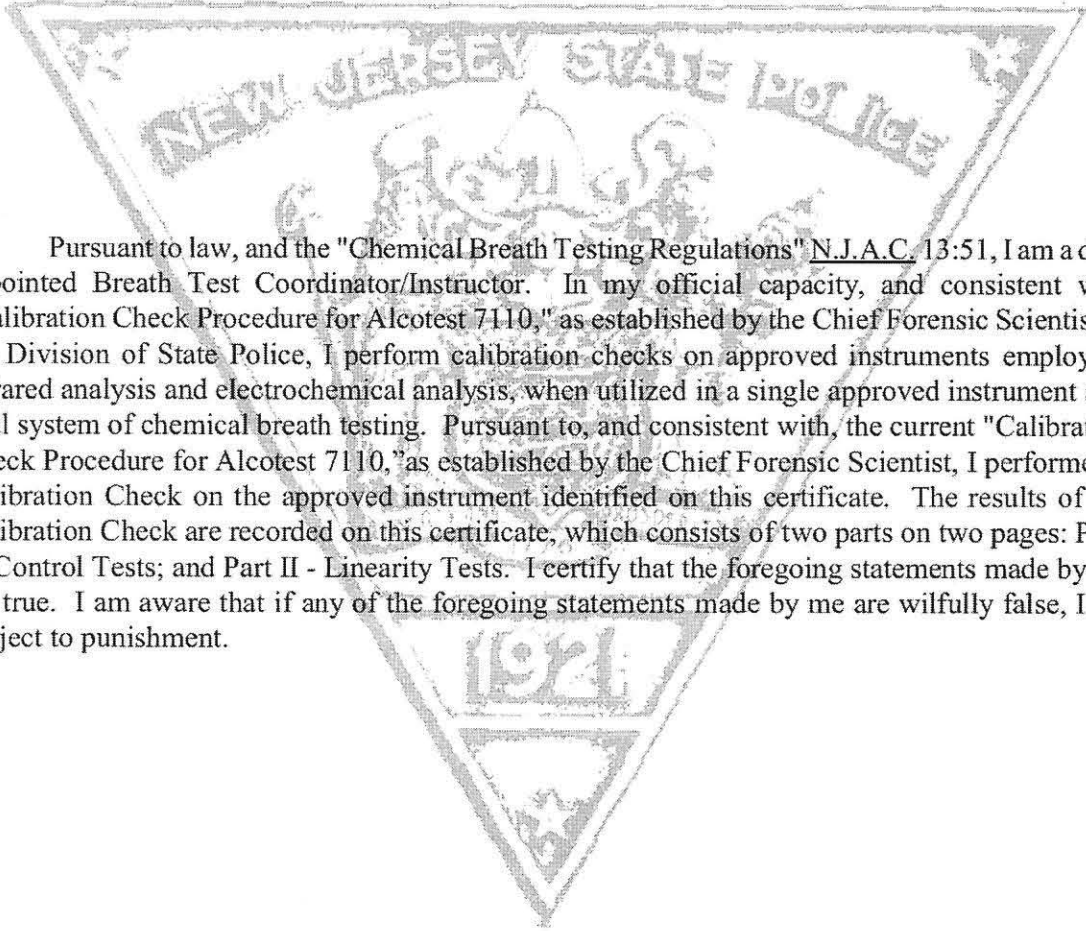 NEW JERSEY STATE POLICE
Pursuant to law, and the "Chemical Breath Testing Regulations" N.J.A.C. 13:51, I am a d
ointed Breath Test Coordinator/Instructor. In my official capacity, and consistent v
libration Check Procedure for Alcotest 7110," as established by the Chief Forensic Scientis
Division of State Police, I perform calibration checks on approved instruments employ
ared analysis and electrochemical analysis, when utilized in a single approved instrument
l system of chemical breath testing. Pursuant to, and consistent with, the current "Calibra
eck Procedure for Alcotest 7110,"as established by the Chief Forensic Scientist, I performe
ibration Check on the approved instrument identified on this certificate. The results of
ibration Check are recorded on this certificate, which consists of two parts on two pages: P
Control Tests; and Part II - Linearity Tests. I certify that the foregoing statements made by
true. I am aware that if any of the foregoing statements made by me are wilfully false, I
ject to punishment.
1921